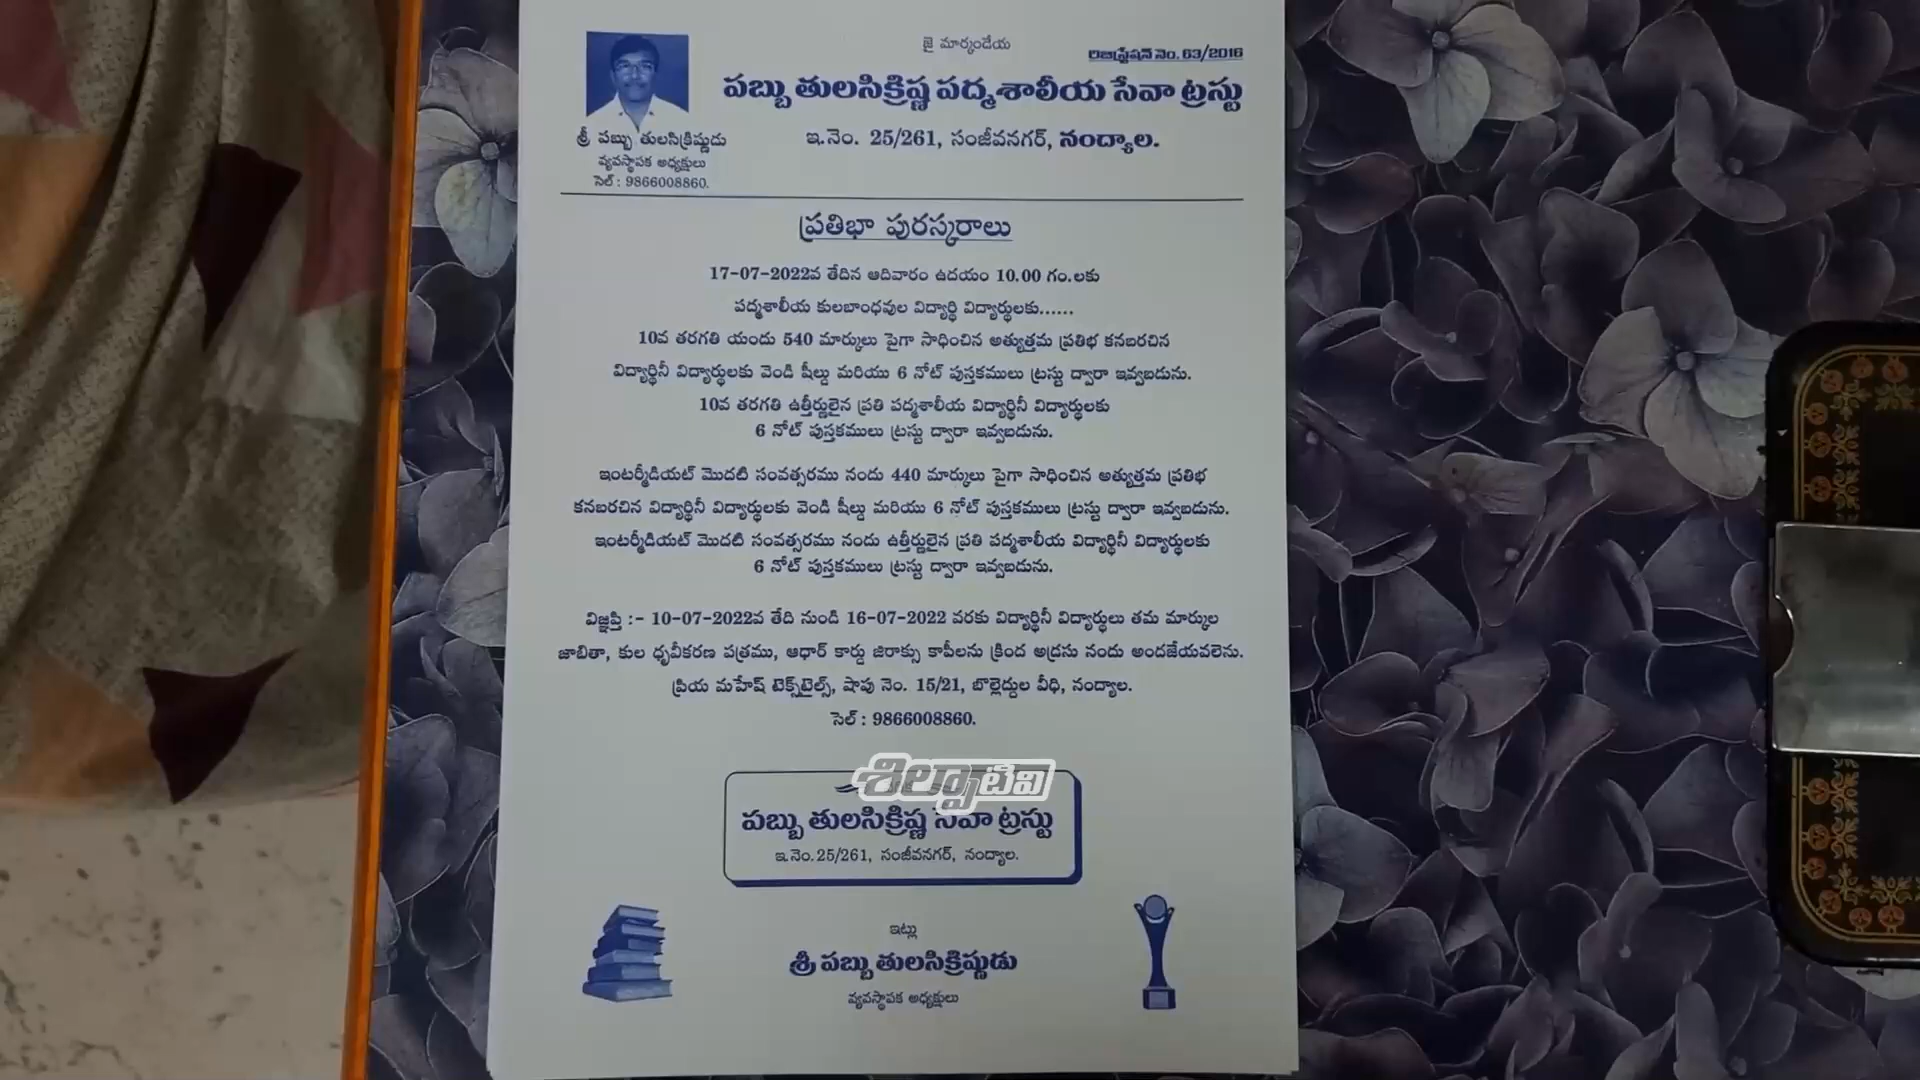 జై మార్కండేయ
రిజిస్ట్రేషన్ నెం. 63/2016
పబ్బు తులసిక్రిష్ణ పద్మశాలీయ సేవా ట్రస్టు
ఇ.నెం. 25/261, సంజీవనగర్, నంద్యాల.
శ్రీ పబ్బు తులసిక్రిష్ణుడు
వ్యవస్థాపక అధ్యక్షులు
సెల్ : 9866008860.
ప్రతిభా పురస్కరాలు
17-07-2022వ తేదిన ఆదివారం ఉదయం 10.00 గం.లకు
పద్మశాలీయ కులబాంధవుల విద్యార్థి విద్యార్థులకు......
10వ తరగతి యందు 540 మార్కులు పైగా సాధించిన అత్యుత్తమ ప్రతిభ కనబరచిన
విద్యార్థినీ విద్యార్థులకు వెండి షీల్డు మరియు 6 నోట్ పుస్తకములు ట్రస్టు ద్వారా ఇవ్వబడును.
10వ తరగతి ఉత్తీర్ణులైన ప్రతి పద్మశాలీయ విద్యార్థినీ విద్యార్థులకు
6 నోట్ పుస్తకములు ట్రస్టు ద్వారా ఇవ్వబడును.
ఇంటర్మీడియట్ మొదటి సంవత్సరము నందు 440 మార్కులు పైగా సాధించిన అత్యుత్తమ ప్రతిభ
కనబరచిన విద్యార్థినీ విద్యార్థులకు వెండి షీల్డు మరియు 6 నోట్ పుస్తకములు ట్రస్టు ద్వారా ఇవ్వబడును.
ఇంటర్మీడియట్ మొదటి సంవత్సరము నందు ఉత్తీర్ణులైన ప్రతి పద్మశాలీయ విద్యార్థినీ విద్యార్థులకు
6 నోట్ పుస్తకములు ట్రస్టు ద్వారా ఇవ్వబడును.
విజ్ఞప్తి :- 10-07-2022వ తేది నుండి 16-07-2022 వరకు విద్యార్థినీ విద్యార్థులు తమ మార్కుల
జాబితా, కుల ధృవీకరణ పత్రము, ఆధార్ కార్డు జిరాక్సు కాపీలను క్రింద అడ్రసు నందు అందజేయవలెను.
ప్రియ మహేష్ టెక్స్‌టైల్స్, షాపు నెం. 15/21, బొల్లెద్దుల వీధి, నంద్యాల.
సెల్ : 9866008860.
శిల్పా టీవి
పబ్బు తులసిక్రిష్ణ సేవా ట్రస్టు
ఇ.నెం.25/261, సంజీవనగర్, నంద్యాల.
ఇట్లు
శ్రీ పబ్బు తులసిక్రిష్ణుడు
వ్యవస్థాపక అధ్యక్షులు